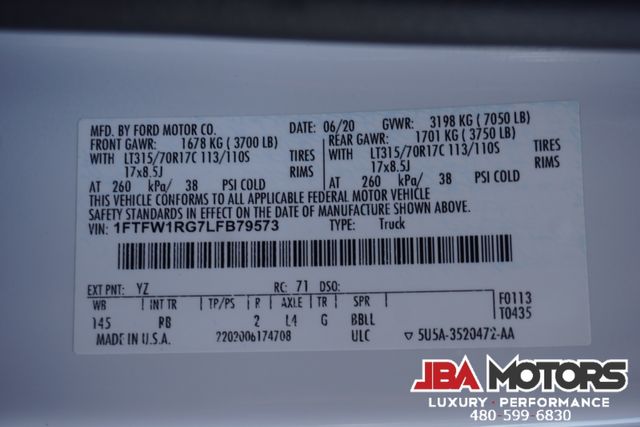 MFD. BY FORD MOTOR CO. DATE: 06/20 GVWR: 3198 KG ( 7050 LB)
FRONT GAWR: 1678 KG ( 3700 LB) REAR GAWR: 1701 KG ( 3750 LB)
WITH LT315/70R17C 113/110S TIRES WITH LT315/70R17C 113/110S TIRES
17x8.5J RIMS 17x8.5J RIMS
AT 260 kPa/ 38 PSI COLD AT 260 kPa/ 38 PSI COLD
THIS VEHICLE CONFORMS TO ALL APPLICABLE FEDERAL MOTOR VEHICLE
SAFETY STANDARDS IN EFFECT ON THE DATE OF MANUFACTURE SHOWN ABOVE.
VIN: 1FTFW1RG7LFB79573 TYPE: Truck
EXT PNT: YZ RC: 71 DSO:
WB INT TR TP/PS R AXLE TR SPR F0113
145 RB 2 L4 G BBLL T0435
MADE IN U.S.A. ?202006174708 ULC ▽ 5U5A-3520472-AA
JBA MOTORS
LUXURY · PERFORMANCE
480-599-6830